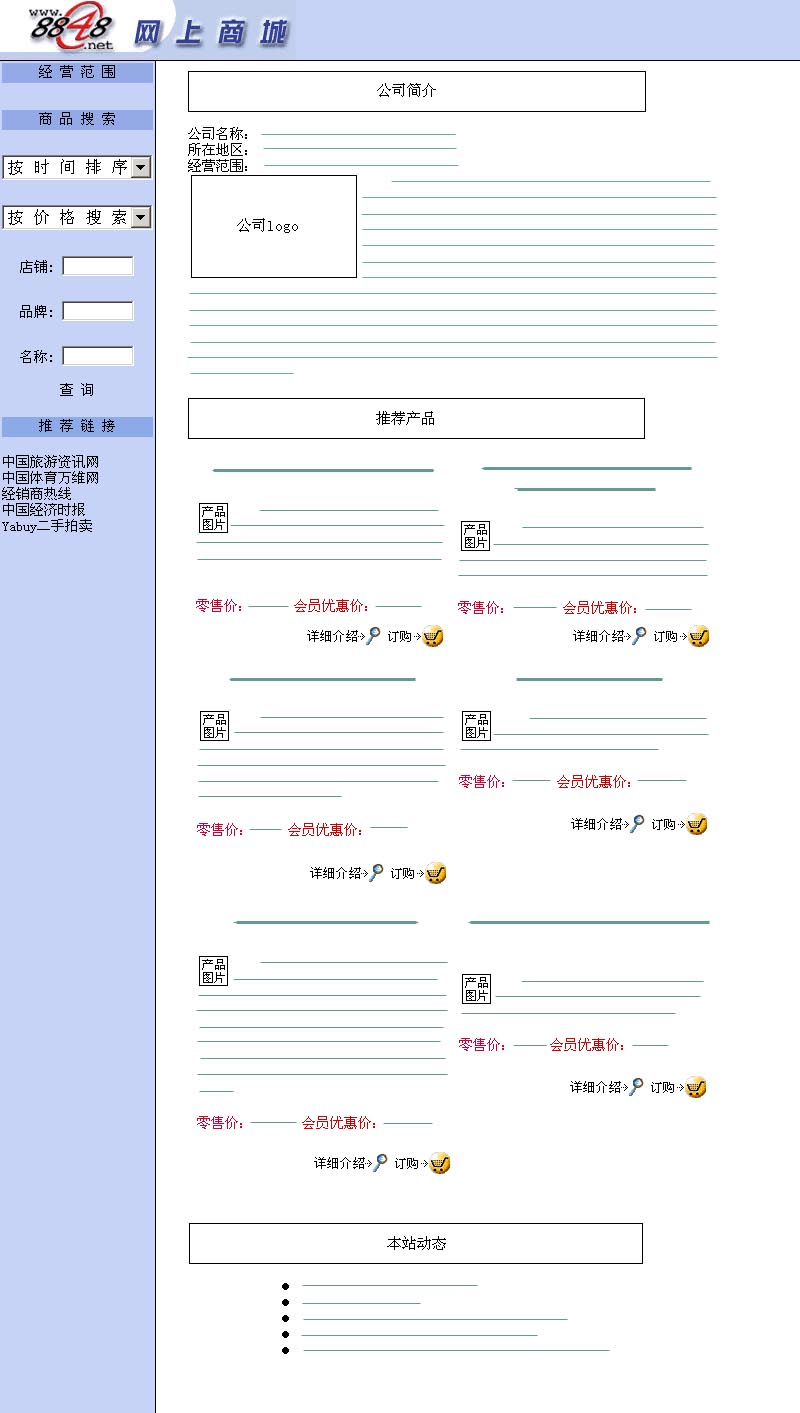 www.
8848
.net
网上商城
经营范围
商品搜索
按时间排序
按价格搜索
店铺：
品牌：
名称：
查询
推荐链接
中国旅游资讯网
中国体育万维网
经销商热线
中国经济时报
Yabuy二手拍卖
公司简介
公司名称：
所在地区：
经营范围：
公司logo
推荐产品
产品
图片
零售价： 会员优惠价：
详细介绍 订购
产品
图片
零售价： 会员优惠价：
详细介绍 订购
产品
图片
零售价： 会员优惠价：
详细介绍 订购
产品
图片
零售价： 会员优惠价：
详细介绍 订购
产品
图片
零售价： 会员优惠价：
详细介绍 订购
产品
图片
零售价： 会员优惠价：
详细介绍 订购
本站动态